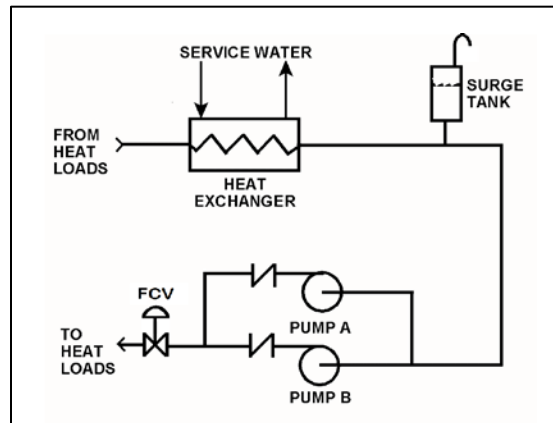 SERVICE WATER
SURGE
TANK
FROM
HEAT
LOADS
HEAT
EXCHANGER
FCV
PUMP A
TO
HEAT
LOADS
PUMP B